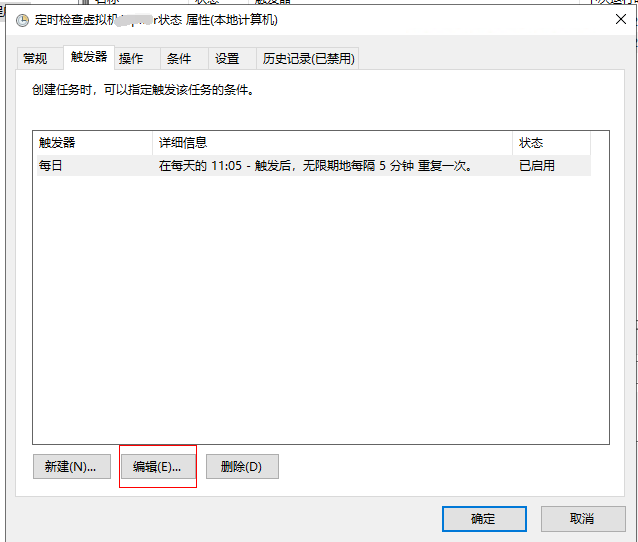 定时检查虚拟机 r状态 属性(本地计算机)
常规 触发器 操作 条件 设置 历史记录(已禁用)
创建任务时，可以指定触发该任务的条件。
触发器 详细信息 状态
每日 在每天的 11:05 - 触发后，无限期地每隔 5 分钟 重复一次。 已启用
新建(N)... 编辑(E)... 删除(D)
确定 取消